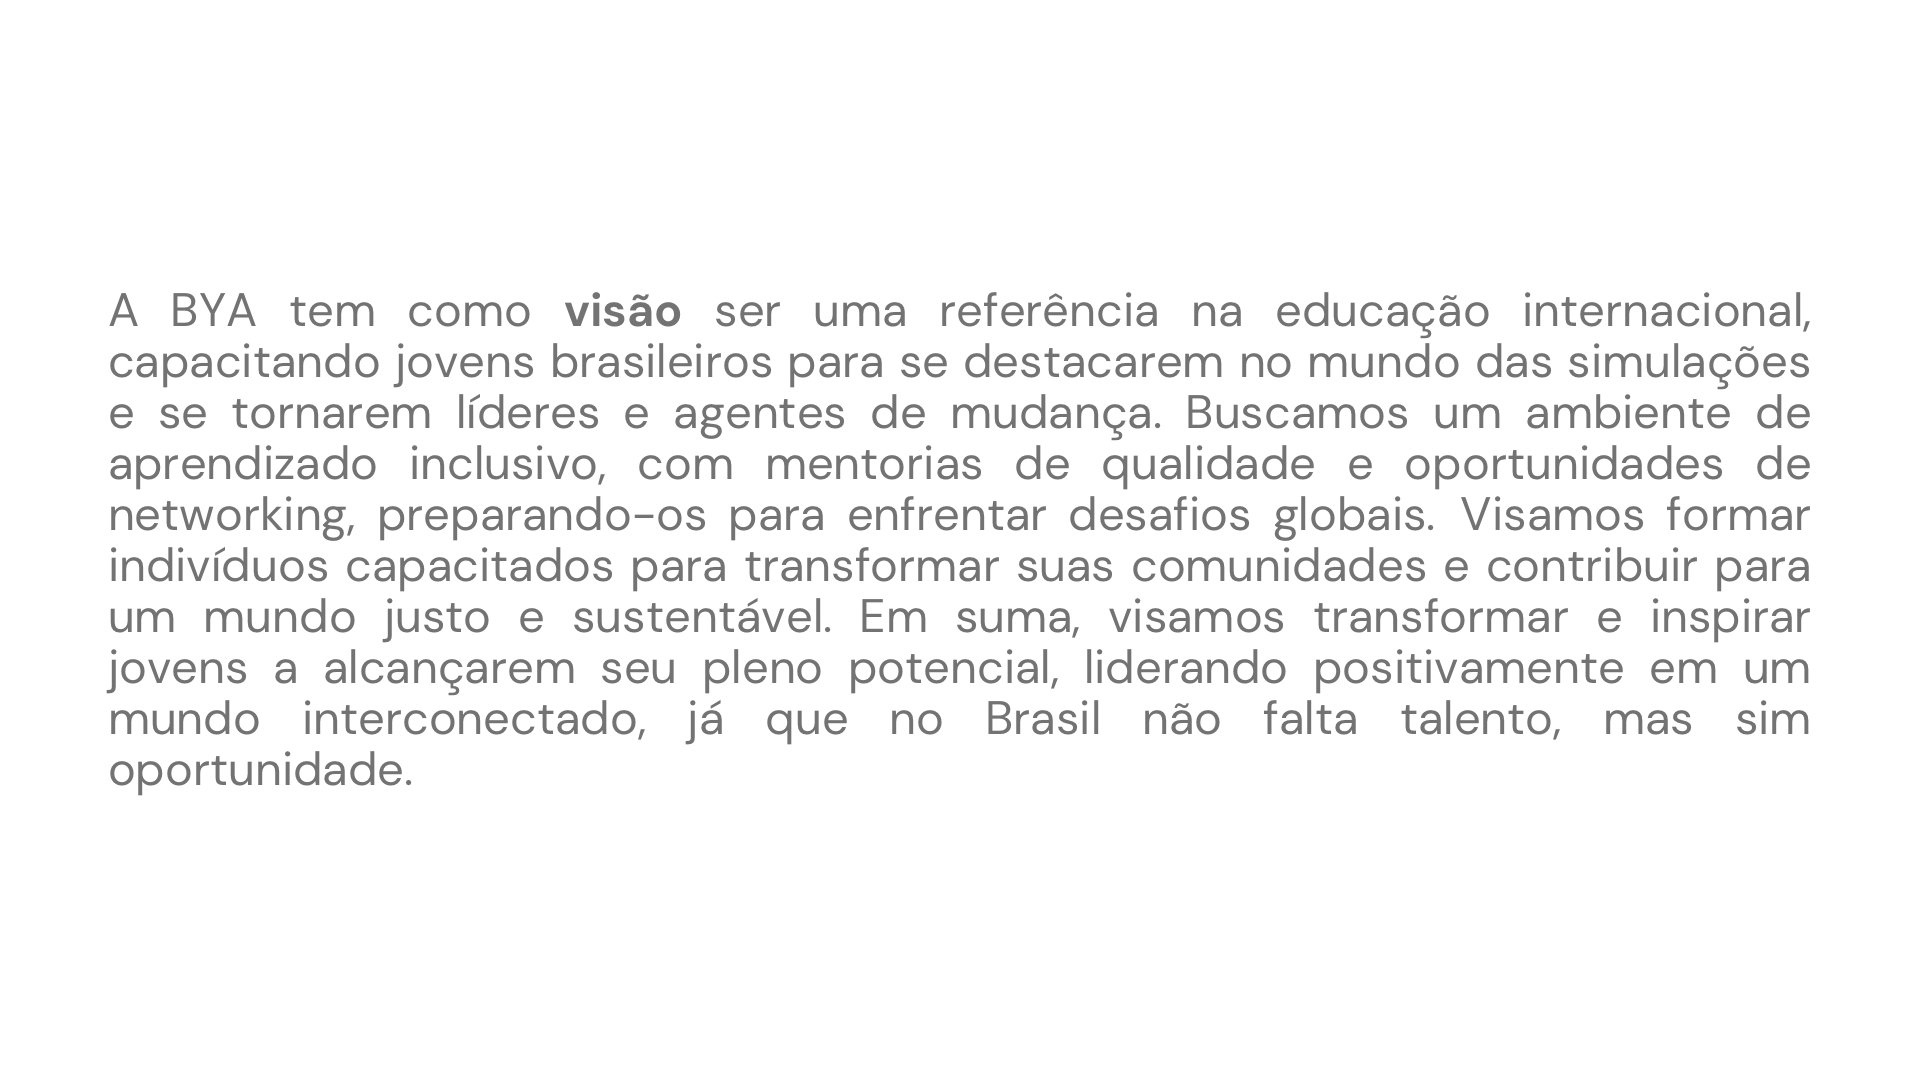 A BYA tem como visão ser uma referência na educação internacional,
capacitando jovens brasileiros para se destacarem no mundo das simulações
e se tornarem líderes e agentes de mudança. Buscamos um ambiente de
aprendizado inclusivo, com mentorias de qualidade e oportunidades de
networking, preparando-os para enfrentar desafios globais. Visamos formar
indivíduos capacitados para transformar suas comunidades e contribuir para
um mundo justo e sustentável. Em suma, visamos transformar e inspirar
jovens a alcançarem seu pleno potencial, liderando positivamente em um
mundo interconectado, já que no Brasil não falta talento, mas sim
oportunidade.